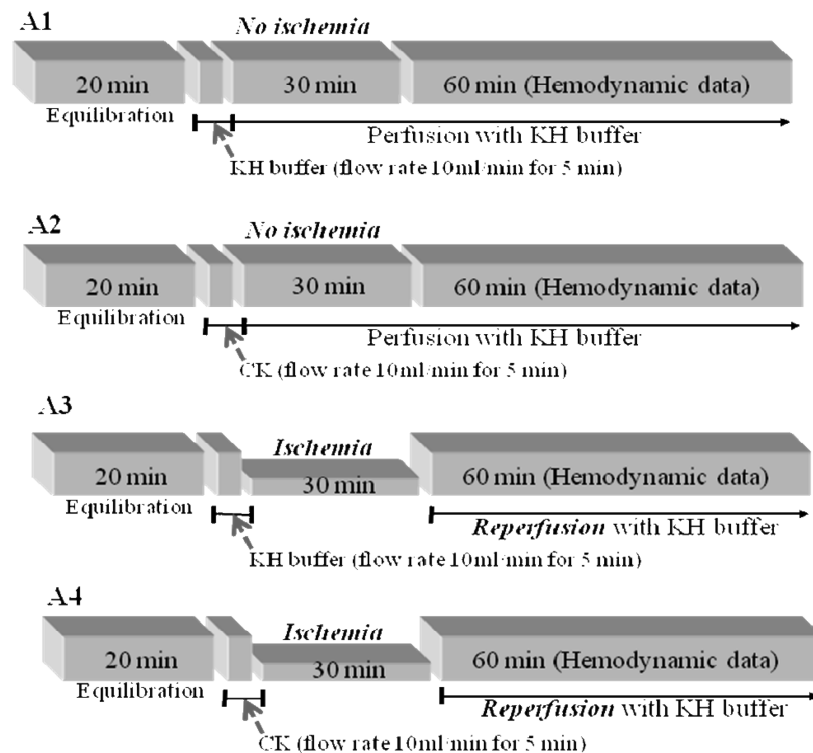 A1
No ischemia
20 min
30 min
60 min (Hemodynamic data)
Equilibration
Perfusion with KH buffer
KH buffer (flow rate 10ml/min for 5 min)
A2
No ischemia
20 min
30 min
60 min (Hemodynamic data)
Equilibration
Perfusion with KH buffer
CK (flow rate 10ml/min for 5 min)
A3
Ischemia
20 min
30 min
60 min (Hemodynamic data)
Equilibration
Reperfusion with KH buffer
KH buffer (flow rate 10ml/min for 5 min)
A4
Ischemia
20 min
30 min
60 min (Hemodynamic data)
Equilibration
Reperfusion with KH buffer
CK (flow rate 10ml/min for 5 min)